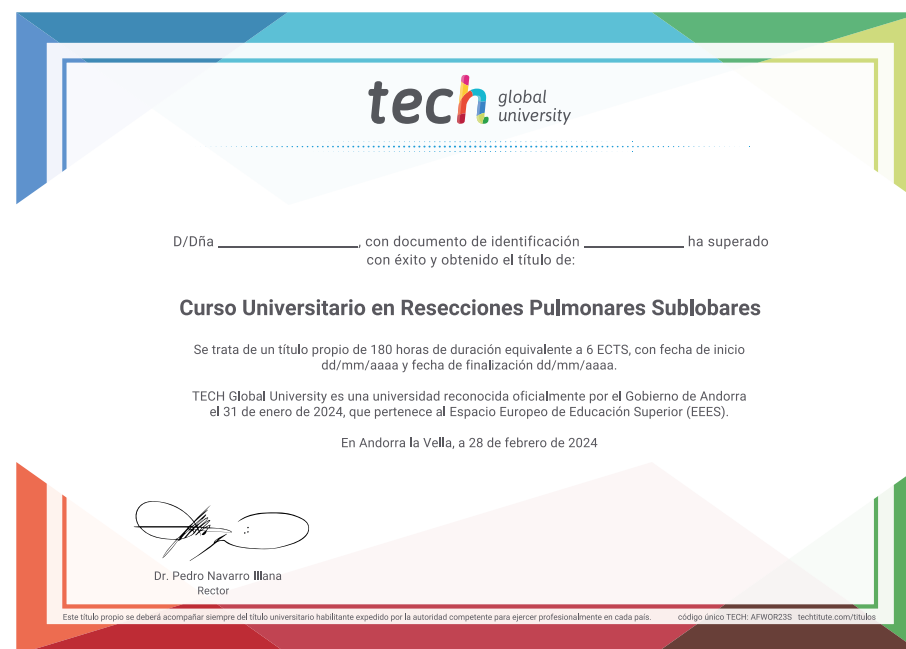 tech global
university
D/Dña ______________, con documento de identificación __________ ha superado
con éxito y obtenido el título de:
Curso Universitario en Resecciones Pulmonares Sublobares
Se trata de un título propio de 180 horas de duración equivalente a 6 ECTS, con fecha de inicio
dd/mm/aaaa y fecha de finalización dd/mm/aaaa.
TECH Global University es una universidad reconocida oficialmente por el Gobierno de Andorra
el 31 de enero de 2024, que pertenece al Espacio Europeo de Educación Superior (EEES).
En Andorra la Vella, a 28 de febrero de 2024
Dr. Pedro Navarro Illana
Rector
Este título propio se deberá acompañar siempre del título universitario habilitante expedido por la autoridad competente para ejercer profesionalmente en cada país. código único TECH: AFWOR23S techtitute.com/titulos